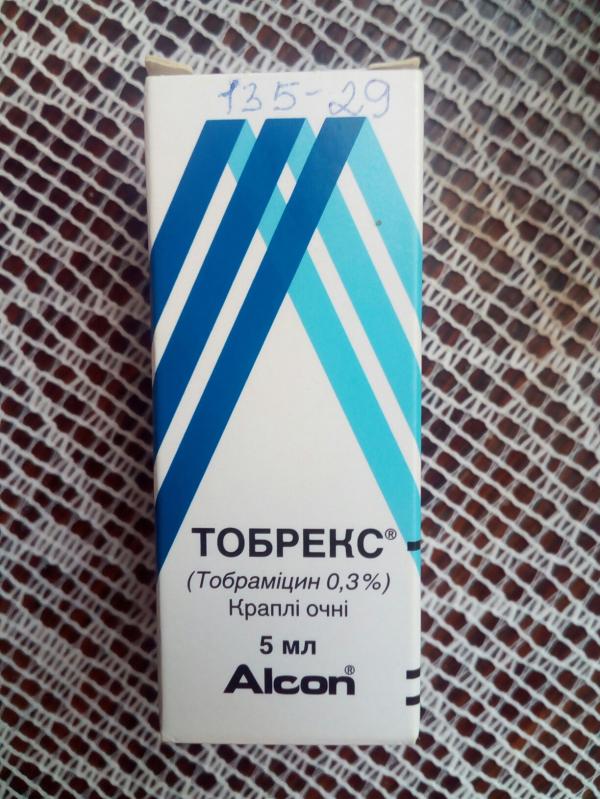 135-29
ТОБРЕКС®
(Тобраміцин 0,3%)
Краплі очні
5 мл
Alcon®